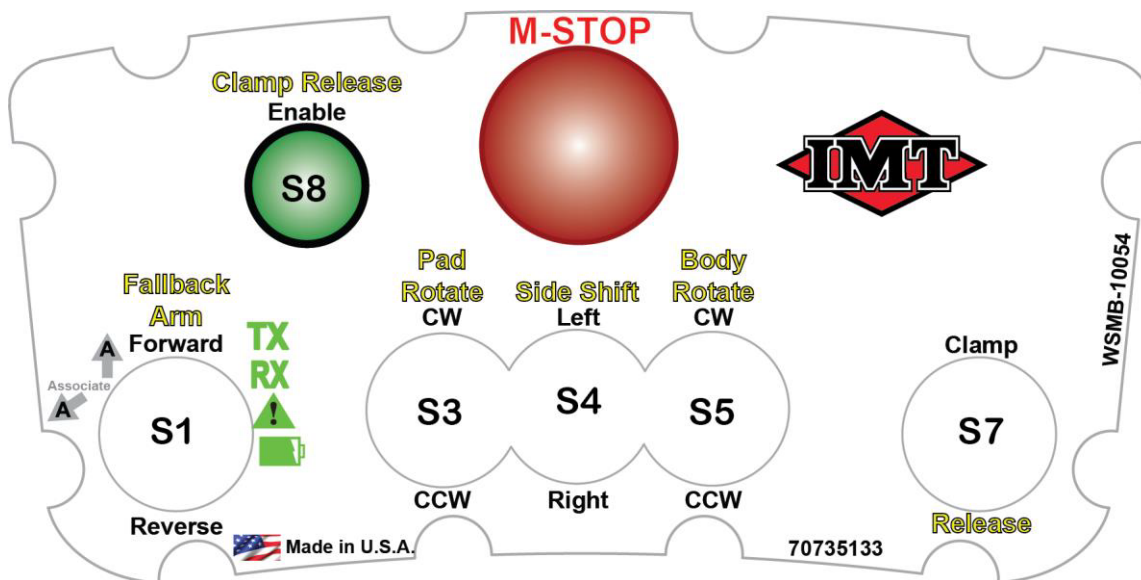 M-STOP
Clamp Release
Enable
S8
IMT
WSMB-10054
Fallback
Arm
Forward
A
Associate
A
S1
Reverse
TX
RX
!
Pad
Rotate
CW
S3
CCW
Side Shift
Left
S4
Right
Body
Rotate
CW
S5
CCW
Clamp
S7
Release
Made in U.S.A.
70735133